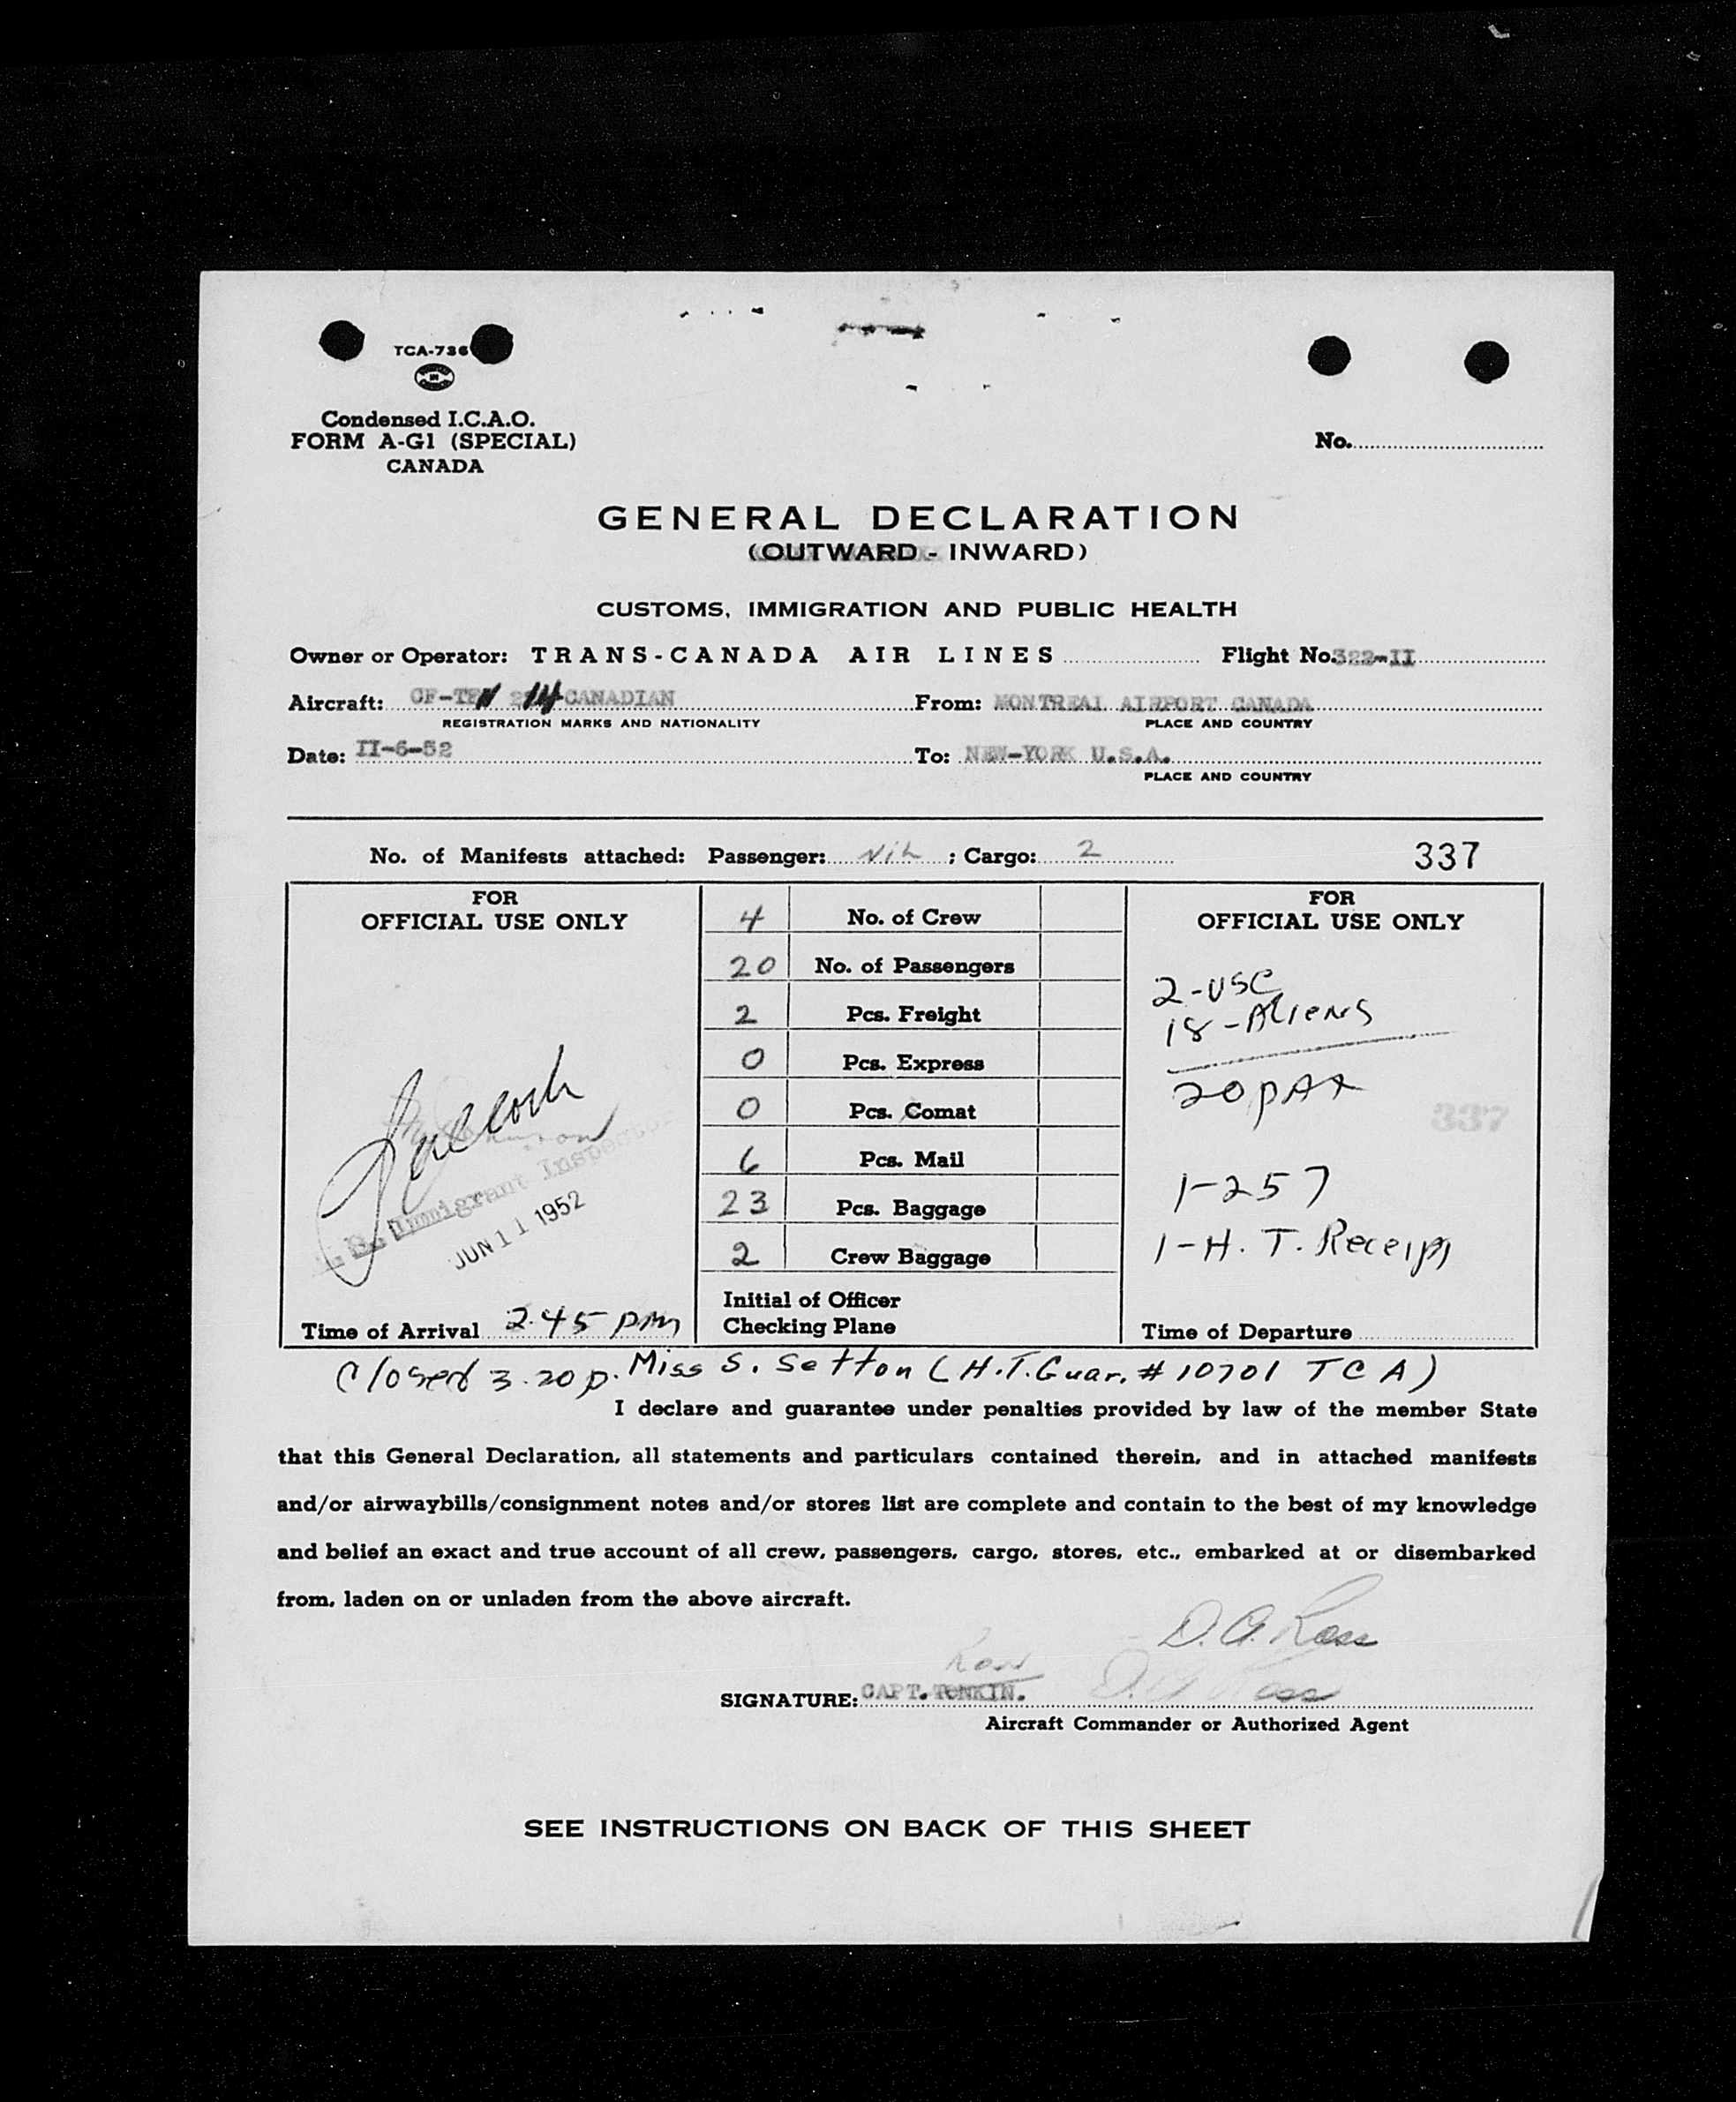 TCA-736
Condensed I.C.A.O.
FORM A-G1 (SPECIAL)
CANADA
No.
GENERAL DECLARATION
(OUTWARD - INWARD)
CUSTOMS, IMMIGRATION AND PUBLIC HEALTH
Owner or Operator: TRANS-CANADA AIR LINES Flight No. 322-II
Aircraft: CF-TEN 214 CANADIAN From: MONTREAL AIRPORT CANADA
REGISTRATION MARKS AND NATIONALITY PLACE AND COUNTRY
Date: II-6-52 To: NEW-YORK U.S.A.
PLACE AND COUNTRY
No. of Manifests attached: Passenger: Nil ; Cargo: 2 337
FOR
OFFICIAL USE ONLY
4 No. of Crew
20 No. of Passengers
2 Pcs. Freight
0 Pcs. Express
0 Pcs. Comat
6 Pcs. Mail
23 Pcs. Baggage
2 Crew Baggage
Initial of Officer
Checking Plane
Immigrant Inspector
JUN 11 1952
Time of Arrival 2.45 pm
FOR
OFFICIAL USE ONLY
2-USC
18-Aliens
20 pax
337
1-257
1-H. T. Receipt
Time of Departure
Closed 3.20 p. Miss S. Setton (H.T. Guar. # 10701 TCA)
I declare and guarantee under penalties provided by law of the member State
that this General Declaration, all statements and particulars contained therein, and in attached manifests
and/or airwaybills/consignment notes and/or stores list are complete and contain to the best of my knowledge
and belief an exact and true account of all crew, passengers, cargo, stores, etc., embarked at or disembarked
from, laden on or unladen from the above aircraft.
D. A. Ross
Ross
SIGNATURE: CAPT. TONKIN. D. A. Ross
Aircraft Commander or Authorized Agent
SEE INSTRUCTIONS ON BACK OF THIS SHEET